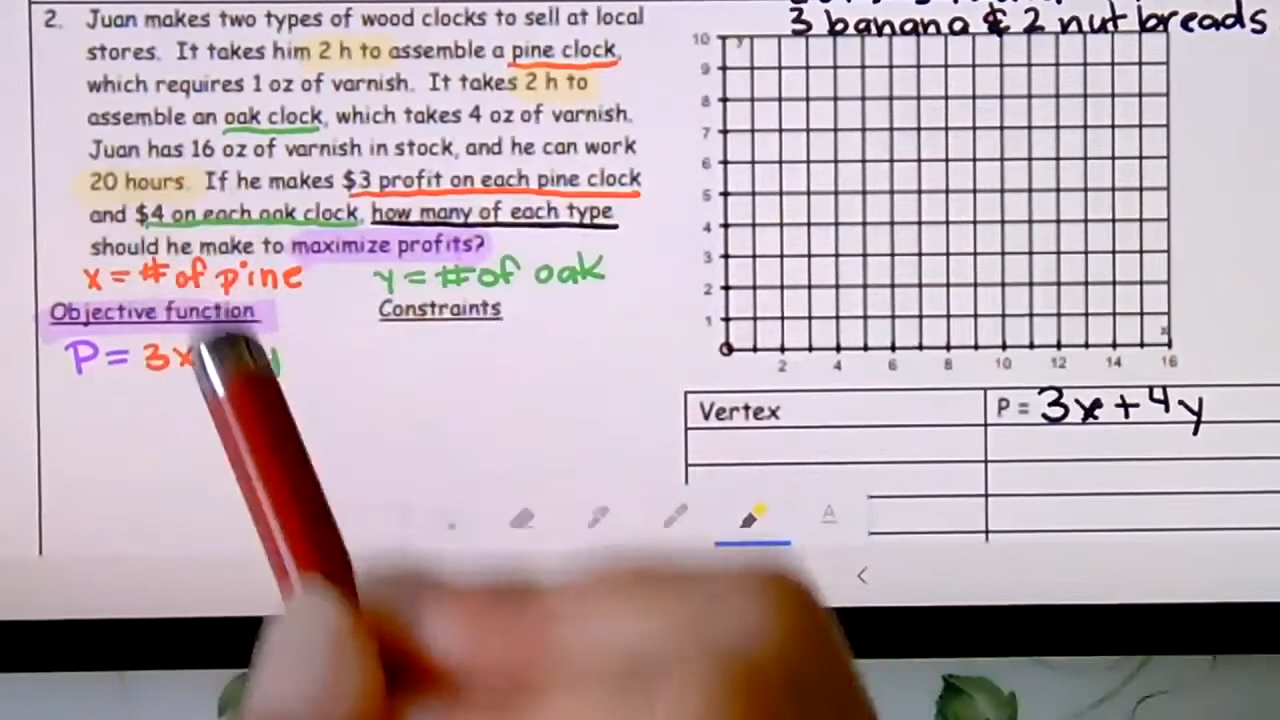 3 banana & 2 nut breads
2. Juan makes two types of wood clocks to sell at local
stores. It takes him 2 h to assemble a pine clock,
which requires 1 oz of varnish. It takes 2 h to
assemble an oak clock, which takes 4 oz of varnish.
Juan has 16 oz of varnish in stock, and he can work
20 hours. If he makes $3 profit on each pine clock
and $4 on each oak clock, how many of each type
should he make to maximize profits?
x = # of pine y = # of oak
Objective function Constraints
P = 3x y
10 y
9
8
7
6
5
4
3
2
1 x
0 2 4 6 8 10 12 14 16
Vertex P = 3x + 4y
A
<